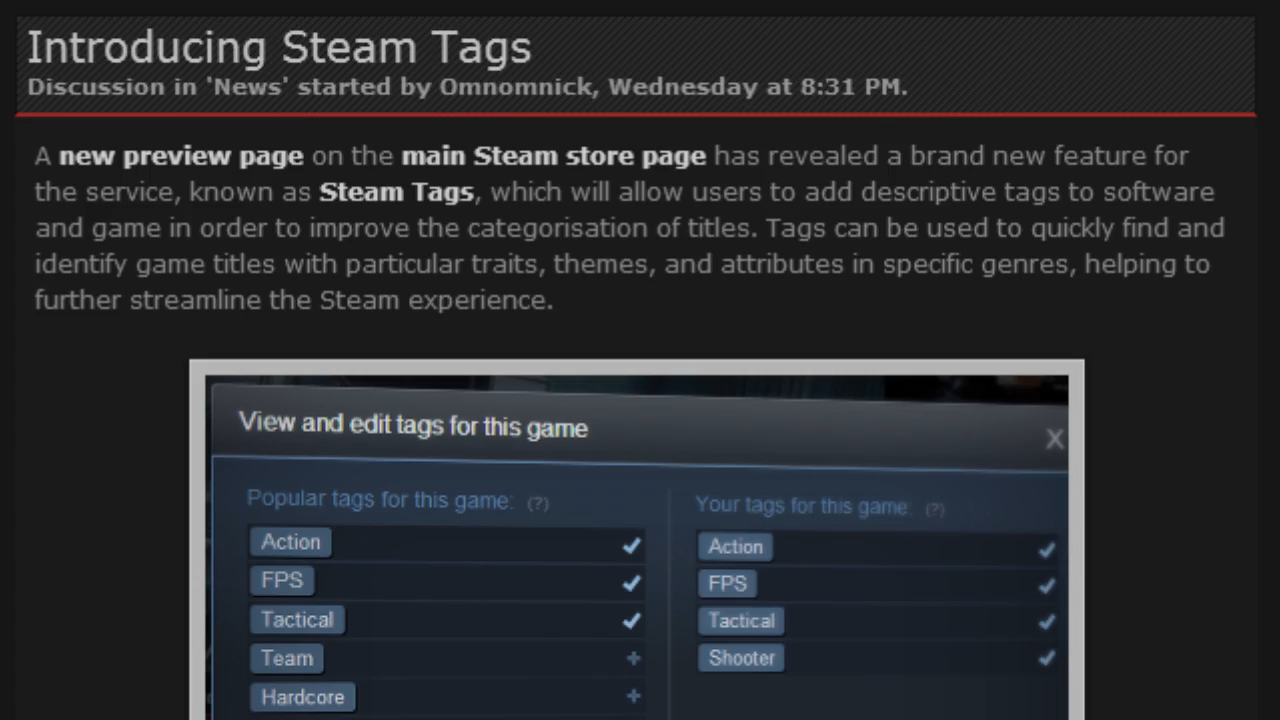 Introducing Steam Tags
Discussion in 'News' started by Omnomnick, Wednesday at 8:31 PM.
A new preview page on the main Steam store page has revealed a brand new feature for
the service, known as Steam Tags, which will allow users to add descriptive tags to software
and game in order to improve the categorisation of titles. Tags can be used to quickly find and
identify game titles with particular traits, themes, and attributes in specific genres, helping to
further streamline the Steam experience.
View and edit tags for this game
X
Popular tags for this game: (?)
Action
FPS
Tactical
Team
Hardcore
Your tags for this game: (?)
Action
FPS
Tactical
Shooter